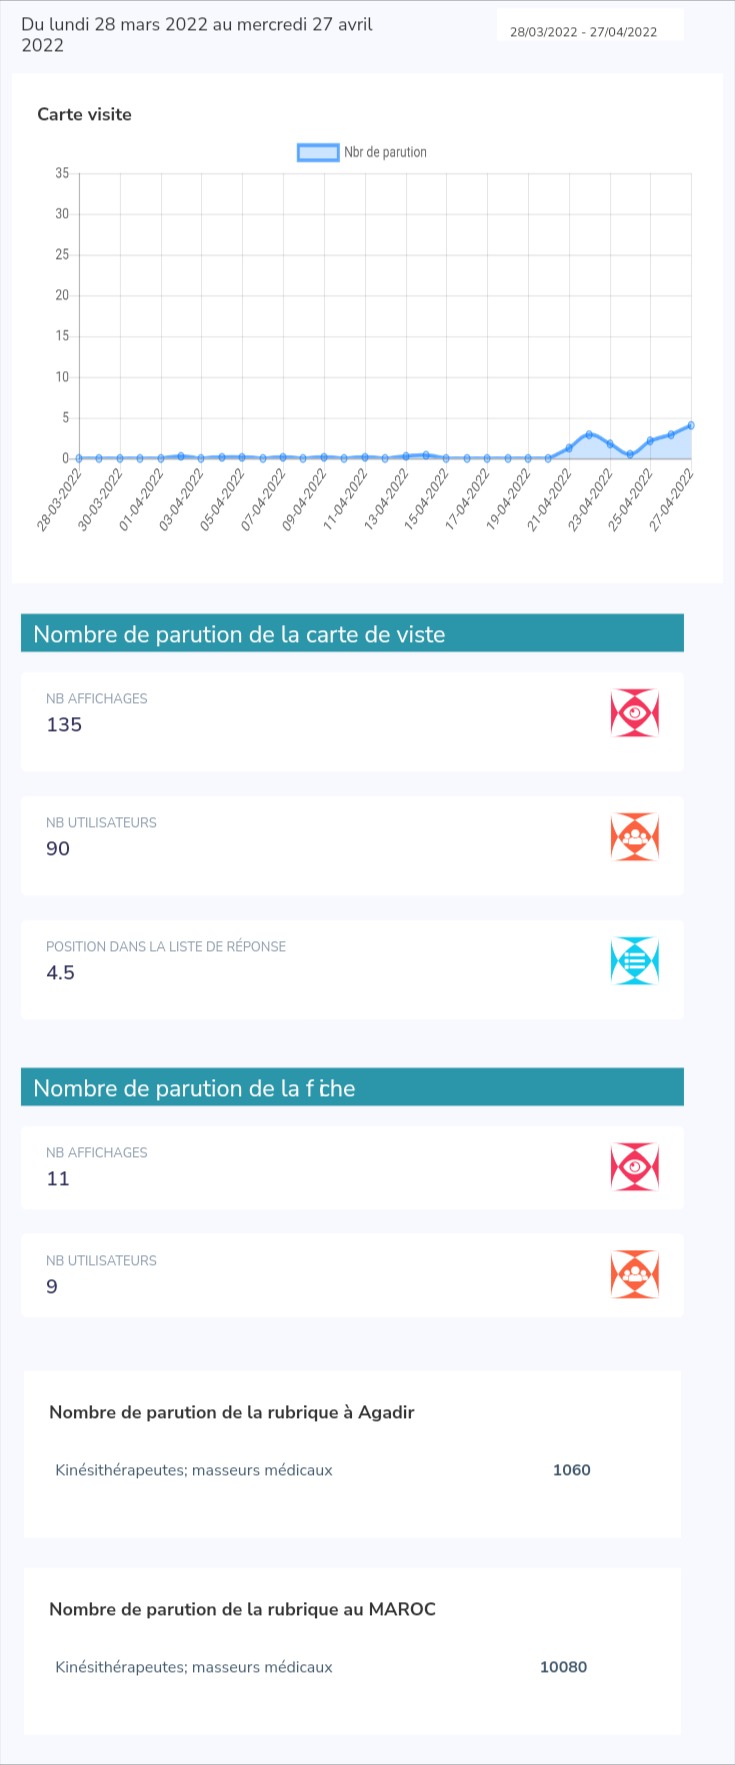 Du lundi 28 mars 2022 au mercredi 27 avril
2022
28/03/2022 - 27/04/2022
Carte visite
Nbr de parution
35
30
25
20
15
10
5
0
28-03-2022
30-03-2022
01-04-2022
03-04-2022
05-04-2022
07-04-2022
09-04-2022
11-04-2022
13-04-2022
15-04-2022
17-04-2022
19-04-2022
21-04-2022
23-04-2022
25-04-2022
27-04-2022
Nombre de parution de la carte de viste
NB AFFICHAGES
135
NB UTILISATEURS
90
POSITION DANS LA LISTE DE RÉPONSE
4.5
Nombre de parution de la fiche
NB AFFICHAGES
11
NB UTILISATEURS
9
Nombre de parution de la rubrique à Agadir
Kinésithérapeutes; masseurs médicaux 1060
Nombre de parution de la rubrique au MAROC
Kinésithérapeutes; masseurs médicaux 10080